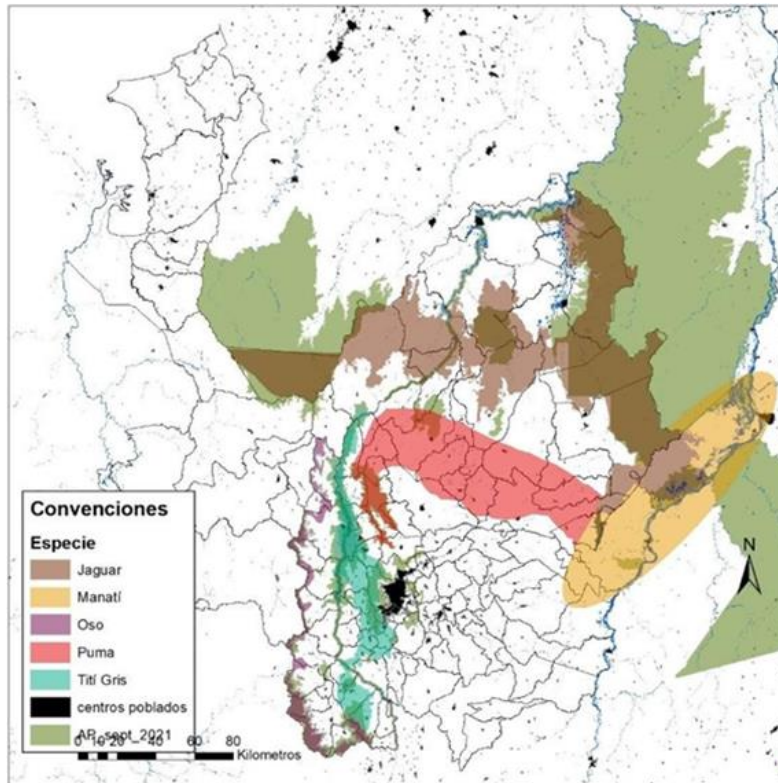 N
Convenciones
Especie
Jaguar
Manatí
Oso
Puma
Tití Gris
centros poblados
AP_sept_2021
0 10 20 40 60 80
Kilometros